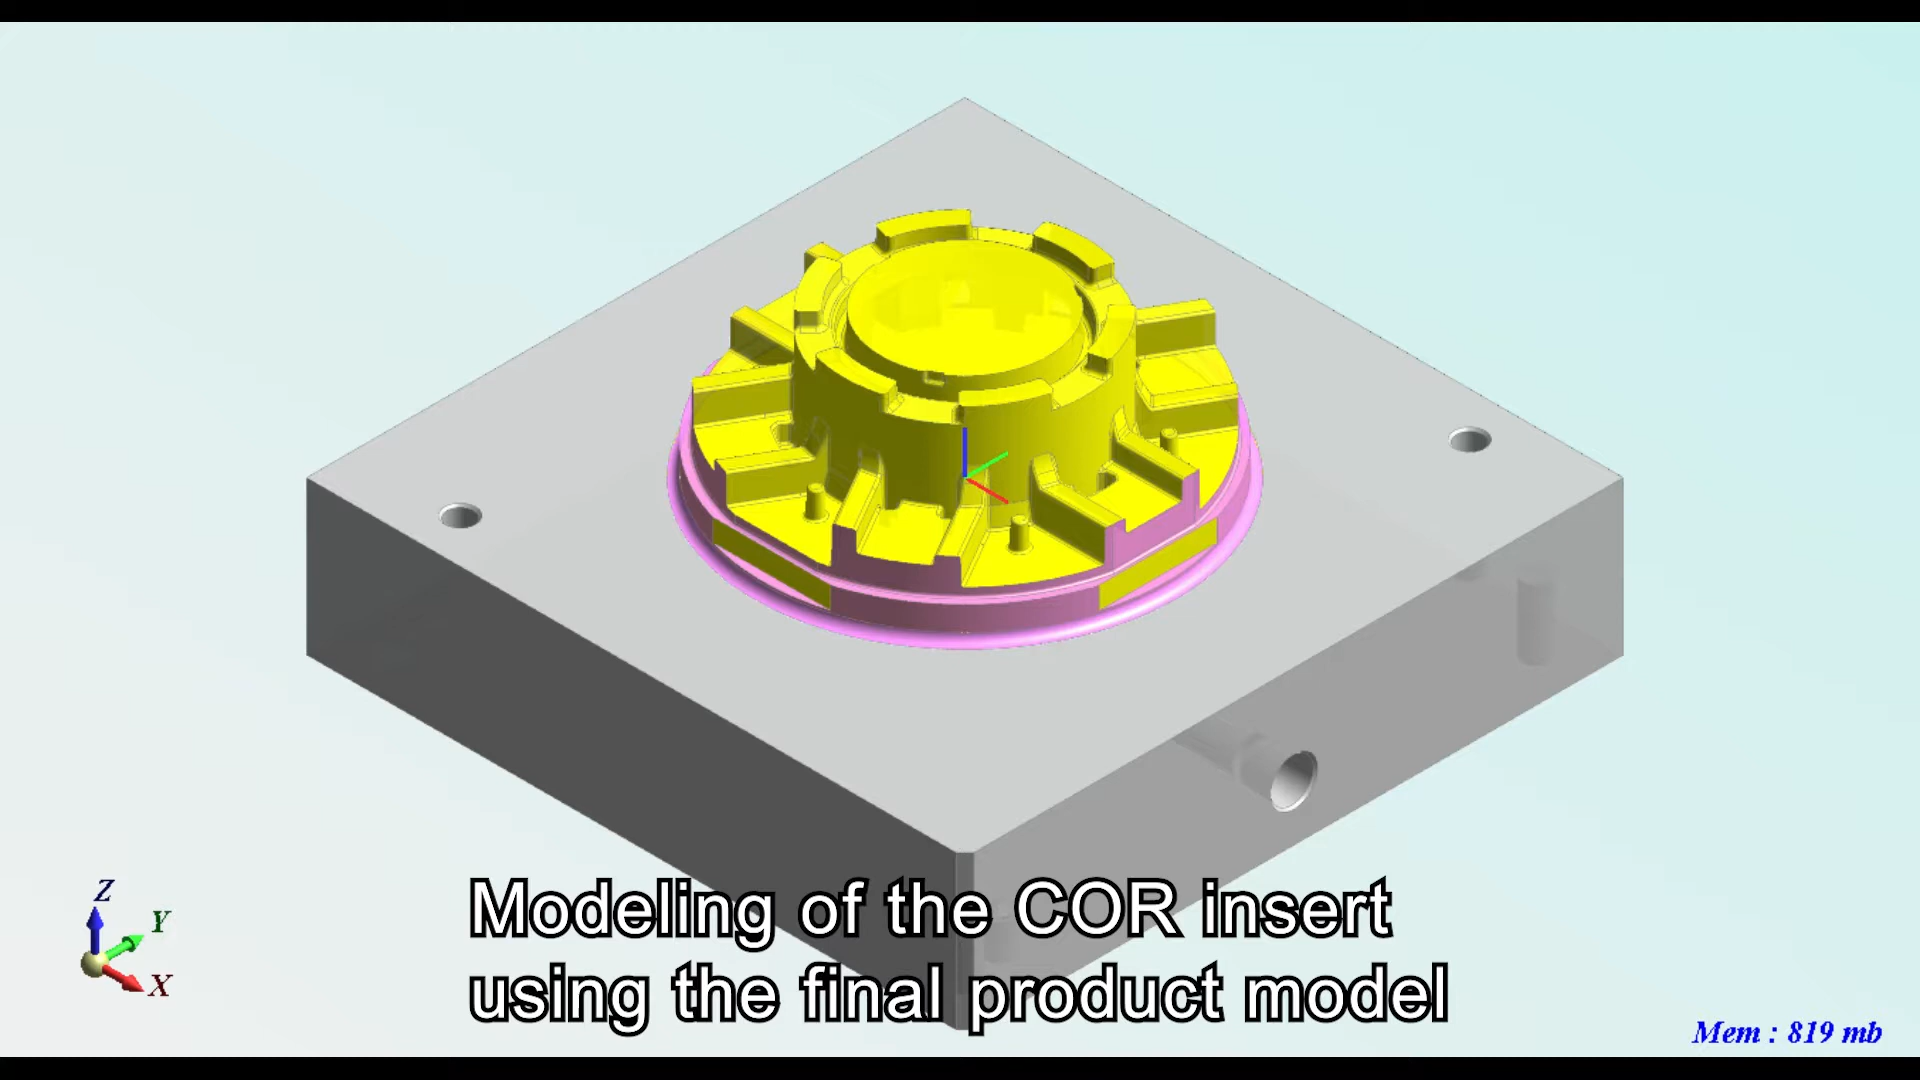 Z
Y
X
Modeling of the COR insert
using the final product model
Mem : 819 mb